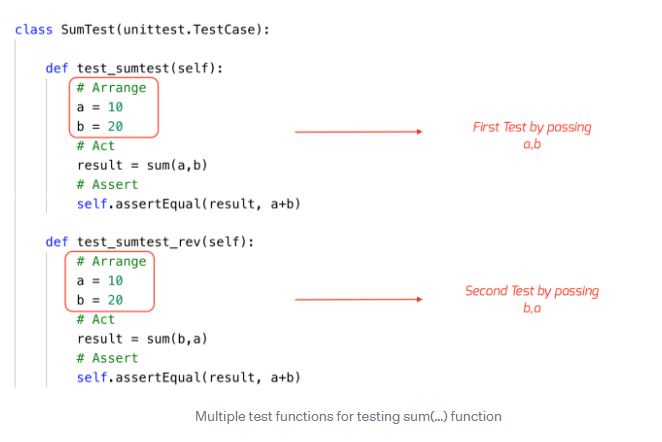 class SumTest(unittest.TestCase):
def test_sumtest(self):
# Arrange
a = 10
b = 20
# Act
result = sum(a,b)
# Assert
self.assertEqual(result, a+b)
First Test by passing
a,b
def test_sumtest_rev(self):
# Arrange
a = 10
b = 20
# Act
result = sum(b,a)
# Assert
self.assertEqual(result, a+b)
Second Test by passing
b,a
Multiple test functions for testing sum(...) function